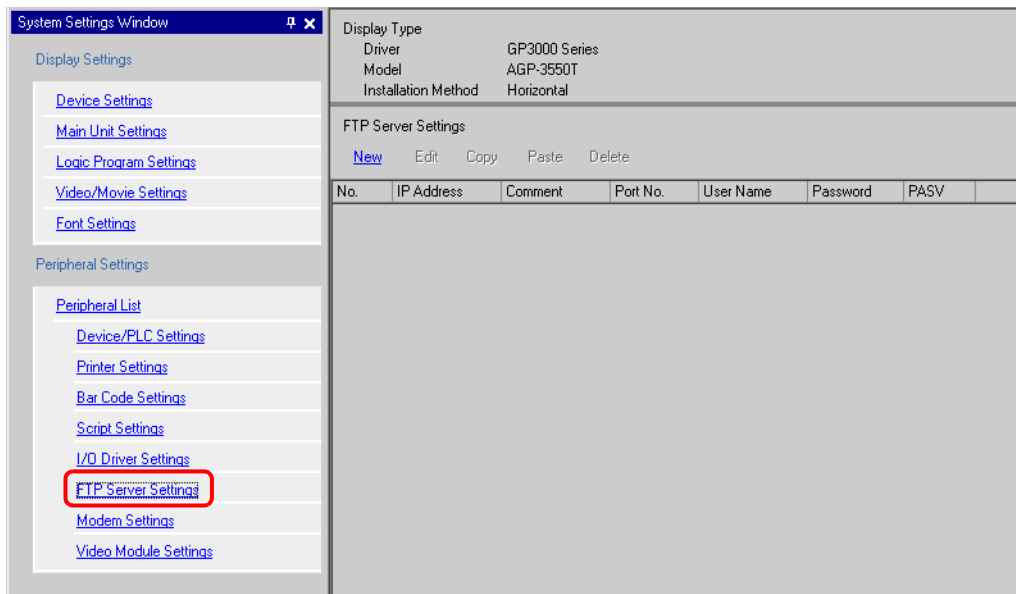 System Settings Window
Display Settings
Device Settings
Main Unit Settings
Logic Program Settings
Video/Movie Settings
Font Settings
Peripheral Settings
Peripheral List
Device/PLC Settings
Printer Settings
Bar Code Settings
Script Settings
I/O Driver Settings
FTP Server Settings
Modem Settings
Video Module Settings
Display Type
Driver GP3000 Series
Model AGP-3550T
Installation Method Horizontal
FTP Server Settings
New Edit Copy Paste Delete
No. IP Address Comment Port No. User Name Password PASV